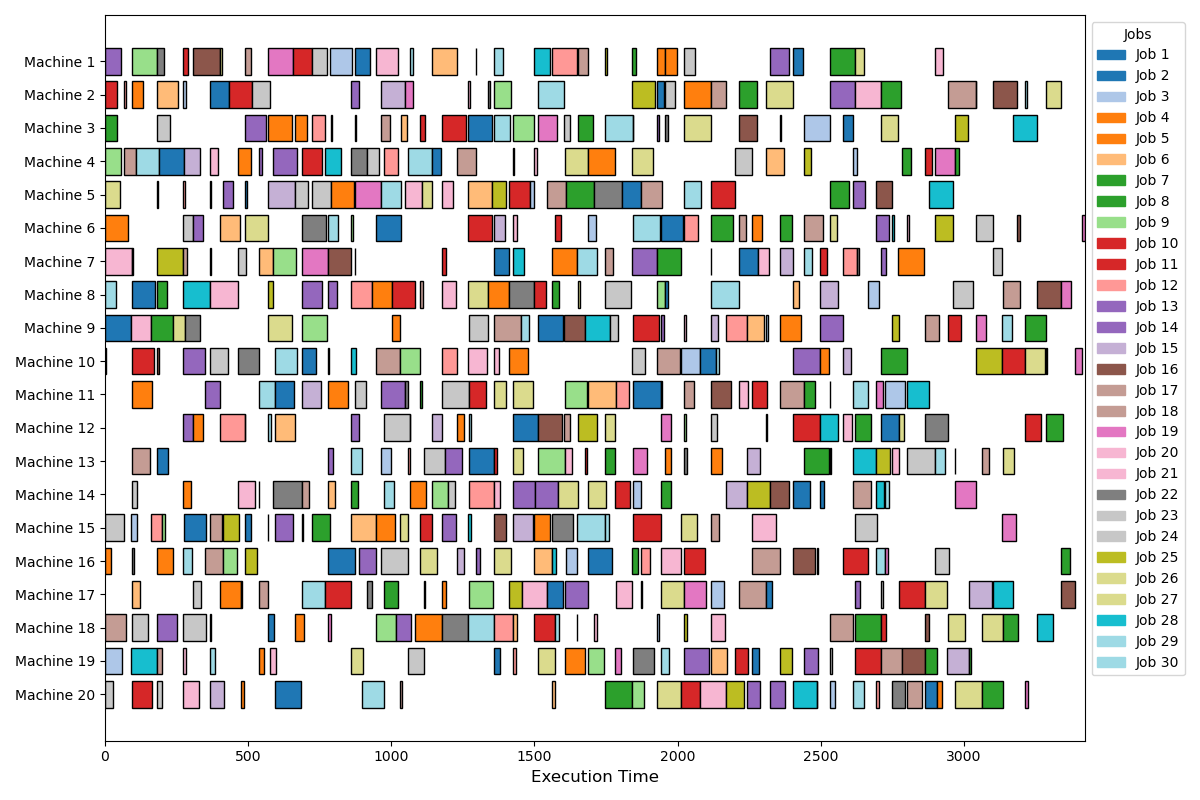 Machine 1
Machine 2
Machine 3
Machine 4
Machine 5
Machine 6
Machine 7
Machine 8
Machine 9
Machine 10
Machine 11
Machine 12
Machine 13
Machine 14
Machine 15
Machine 16
Machine 17
Machine 18
Machine 19
Machine 20
0 500 1000 1500 2000 2500 3000
Execution Time
Jobs
Job 1
Job 2
Job 3
Job 4
Job 5
Job 6
Job 7
Job 8
Job 9
Job 10
Job 11
Job 12
Job 13
Job 14
Job 15
Job 16
Job 17
Job 18
Job 19
Job 20
Job 21
Job 22
Job 23
Job 24
Job 25
Job 26
Job 27
Job 28
Job 29
Job 30